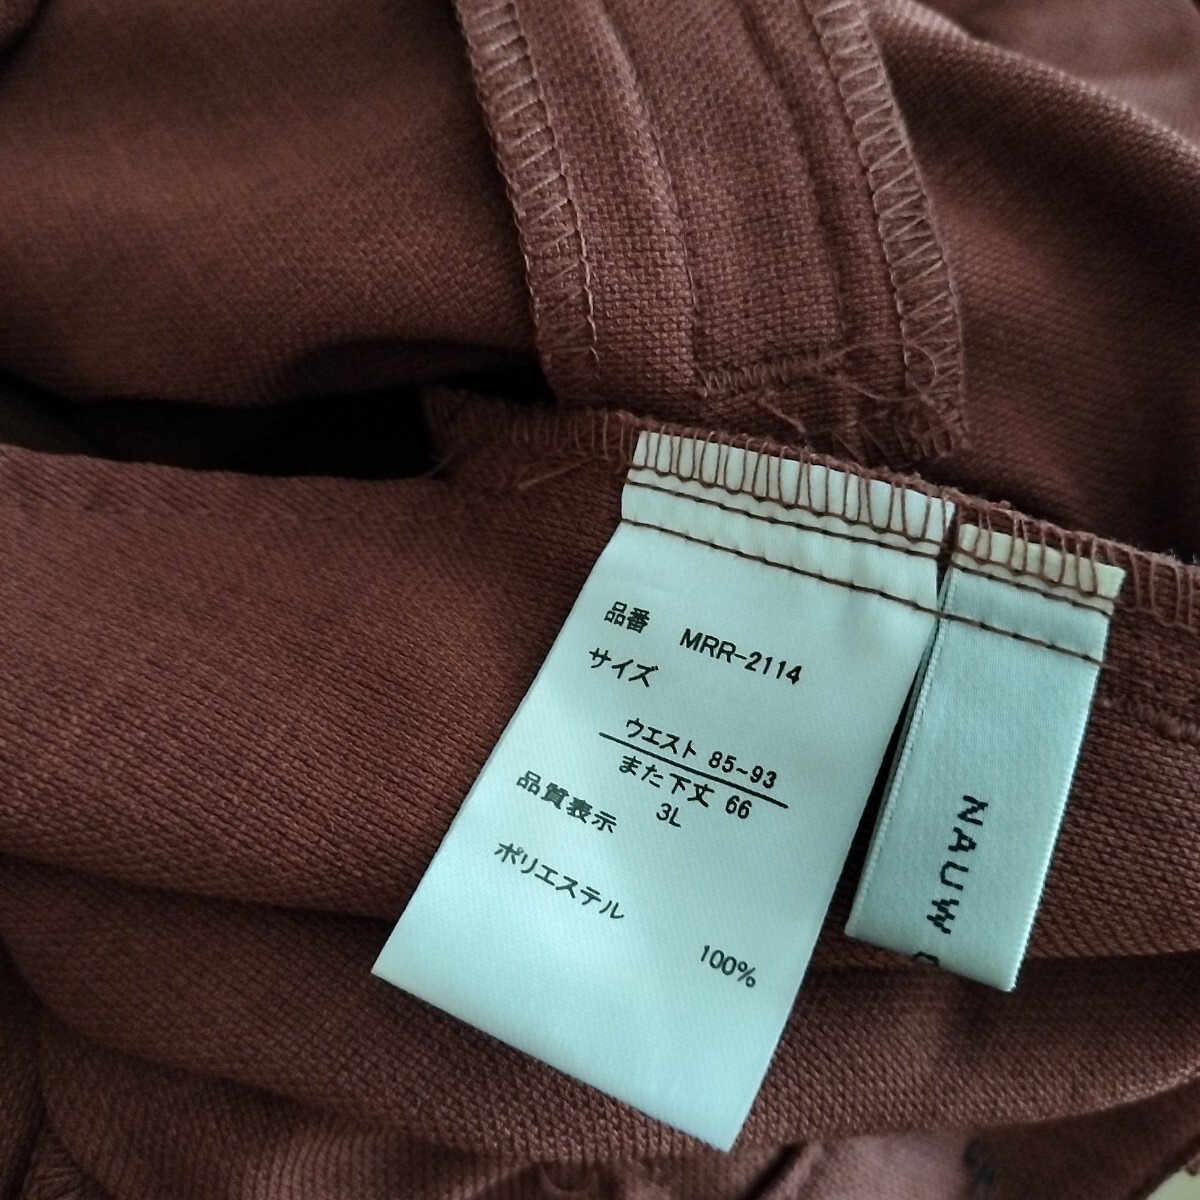 品番 MRR-2114
サイズ
ウエスト 85~93
また下丈 66
3L
品質表示
ポリエステル
100%
NAUW